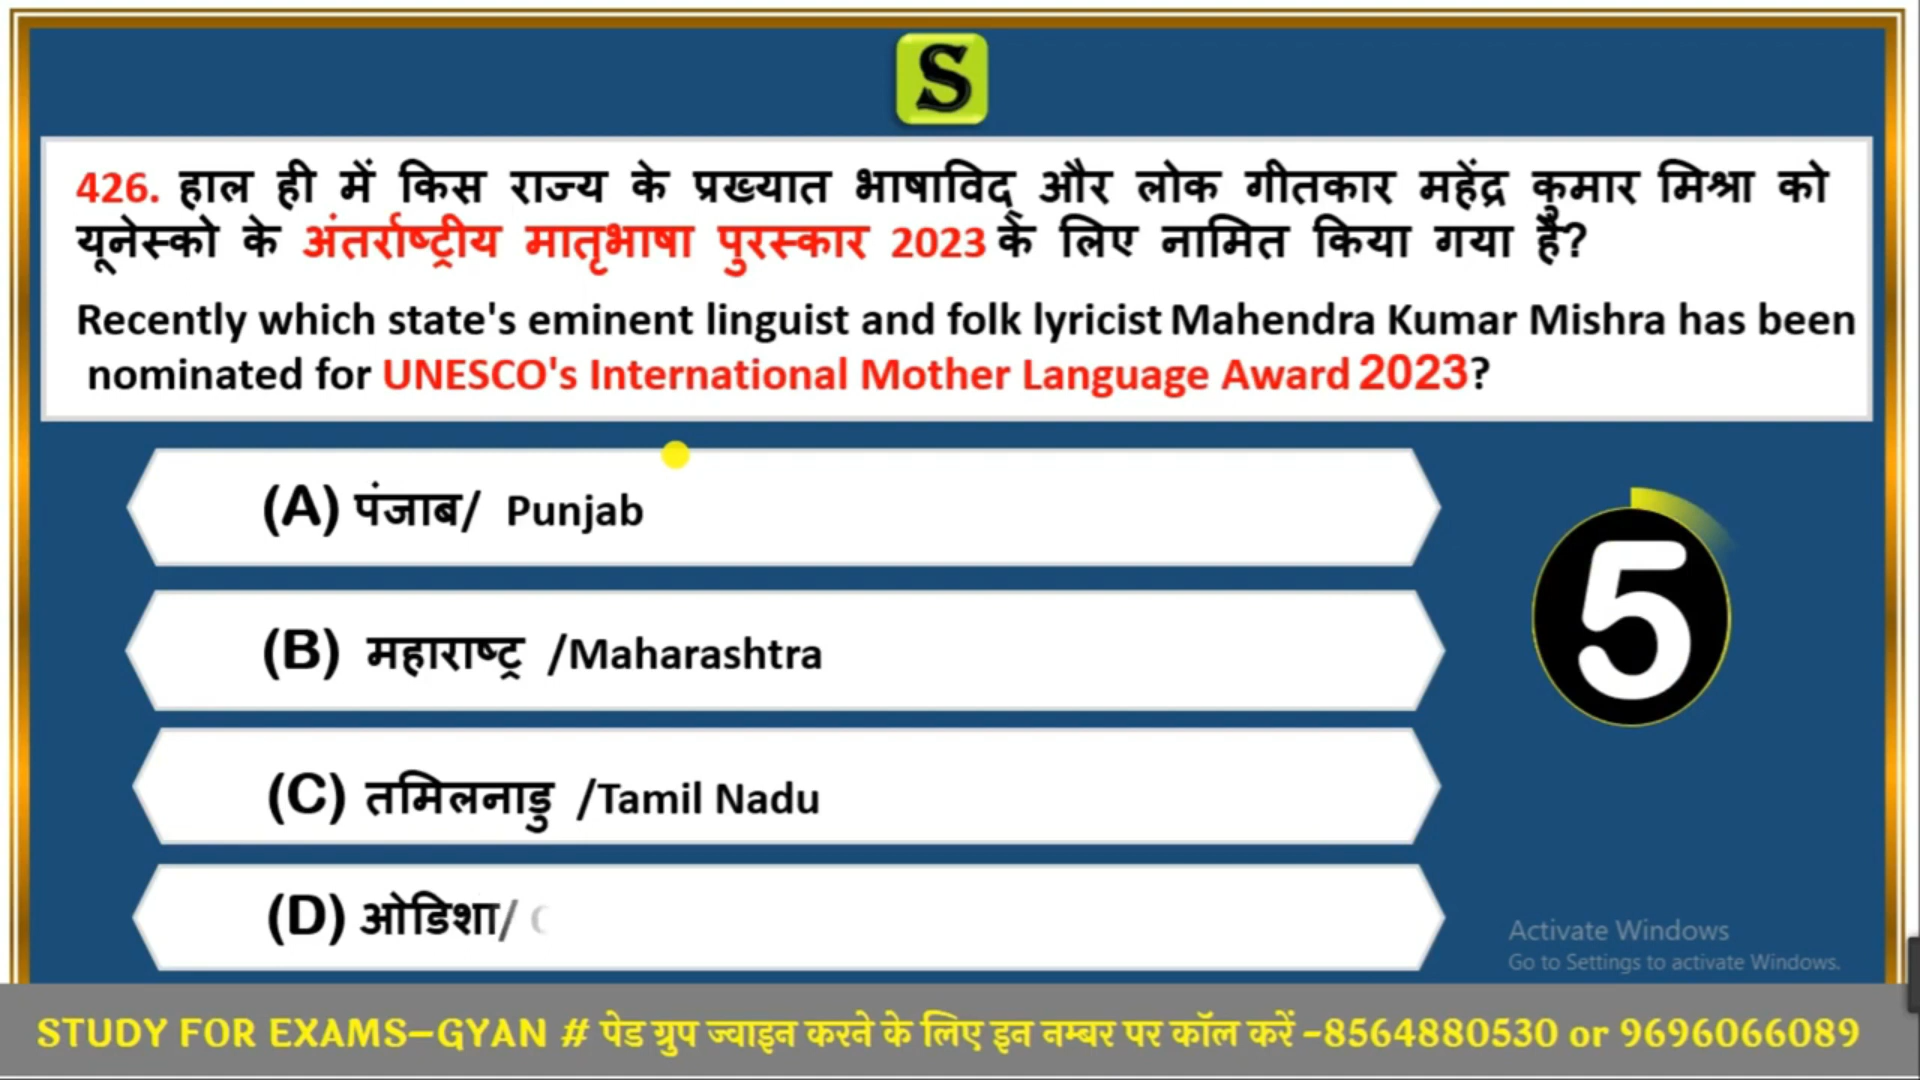 S
426. हाल ही में किस राज्य के प्रख्यात भाषाविद् और लोक गीतकार महेंद्र कुमार मिश्रा को
यूनेस्को के अंतर्राष्ट्रीय मातृभाषा पुरस्कार 2023 के लिए नामित किया गया है?
Recently which state's eminent linguist and folk lyricist Mahendra Kumar Mishra has been
nominated for UNESCO's International Mother Language Award 2023?
(A) पंजाब/ Punjab
(B) महाराष्ट्र /Maharashtra
5
(C) तमिलनाडु /Tamil Nadu
(D) ओडिशा/
Activate Windows
Go to Settings to activate Windows.
STUDY FOR EXAMS–GYAN # पेड ग्रुप ज्वाइन करने के लिए इन नम्बर पर कॉल करें -8564880530 or 9696066089